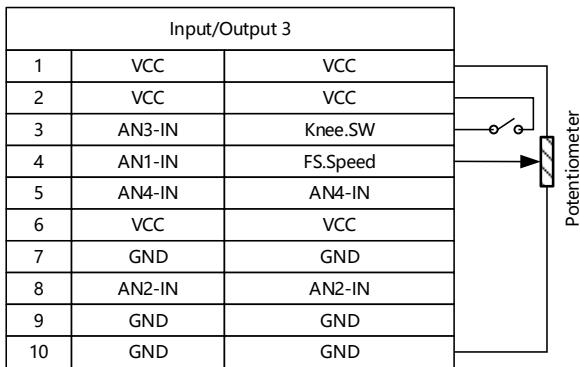 Input/Output 3
1 VCC VCC
2 VCC VCC
3 AN3-IN Knee.SW
4 AN1-IN FS.Speed
5 AN4-IN AN4-IN
6 VCC VCC
7 GND GND
8 AN2-IN AN2-IN
9 GND GND
10 GND GND
Potentiometer